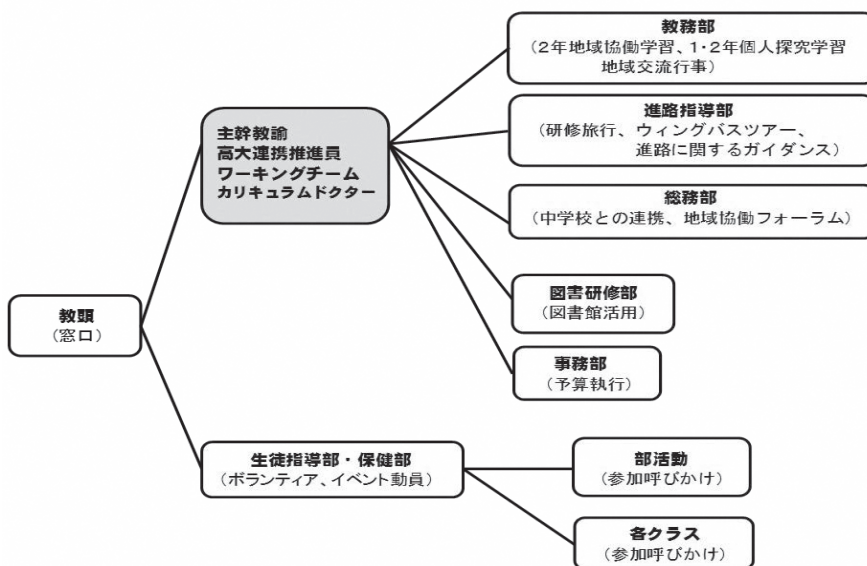 教務部
(2年地域協働学習、1・2年個人探究学習
地域交流行事)
主幹教諭
高大連携推進員
ワーキングチーム
カリキュラムドクター
進路指導部
(研修旅行、ウィングバスツアー、
進路に関するガイダンス)
総務部
(中学校との連携、地域協働フォーラム)
図書研修部
(図書館活用)
教頭
(窓口)
事務部
(予算執行)
生徒指導部・保健部
(ボランティア、イベント動員)
部活動
(参加呼びかけ)
各クラス
(参加呼びかけ)